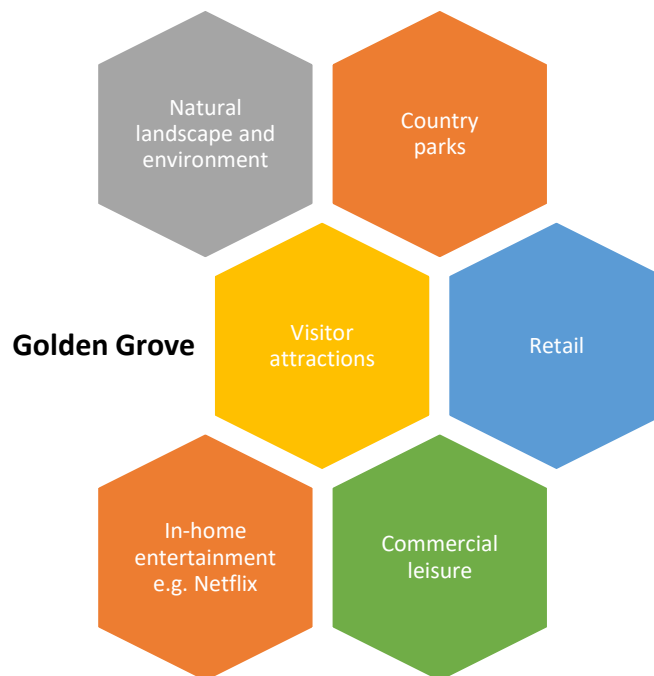 Natural
landscape and
environment
Country
parks
Golden Grove
Visitor
attractions
Retail
In-home
entertainment
e.g. Netflix
Commercial
leisure